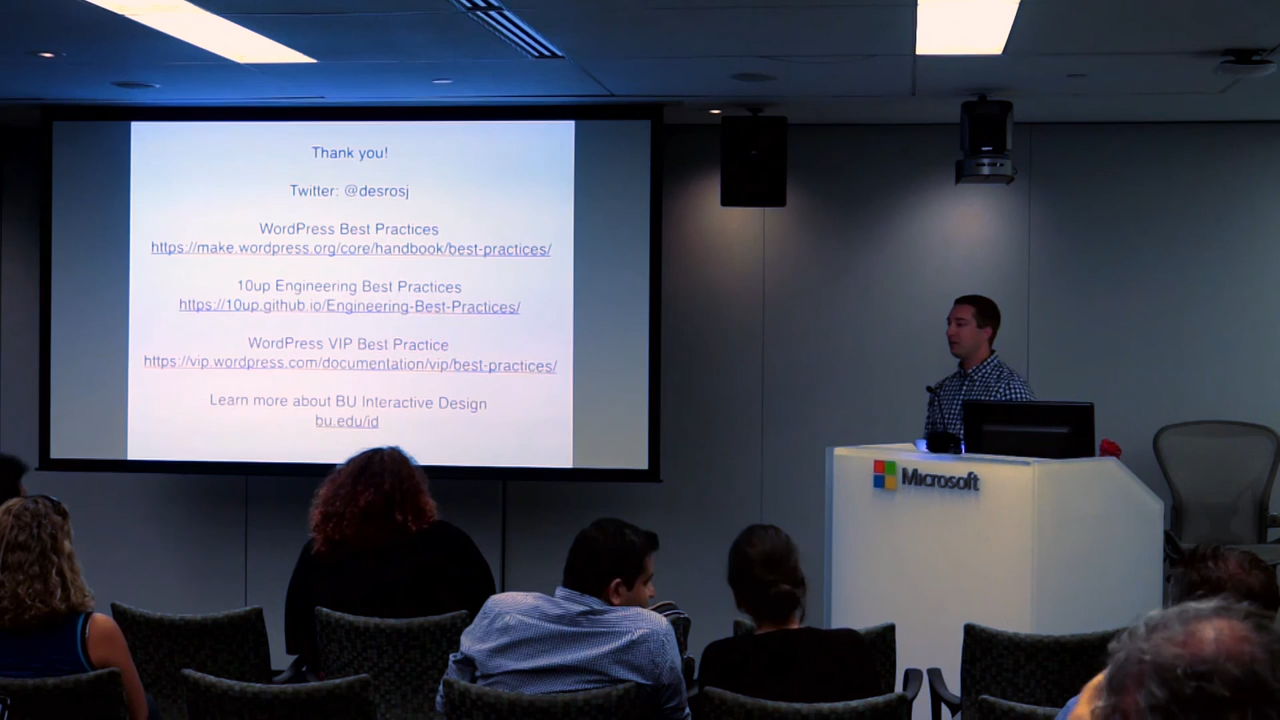 Thank you!
Twitter: @desrosj
WordPress Best Practices
https://make.wordpress.org/core/handbook/best-practices/
10up Engineering Best Practices
https://10up.github.io/Engineering-Best-Practices/
WordPress VIP Best Practice
https://vip.wordpress.com/documentation/vip/best-practices/
Learn more about BU Interactive Design
bu.edu/id
Microsoft